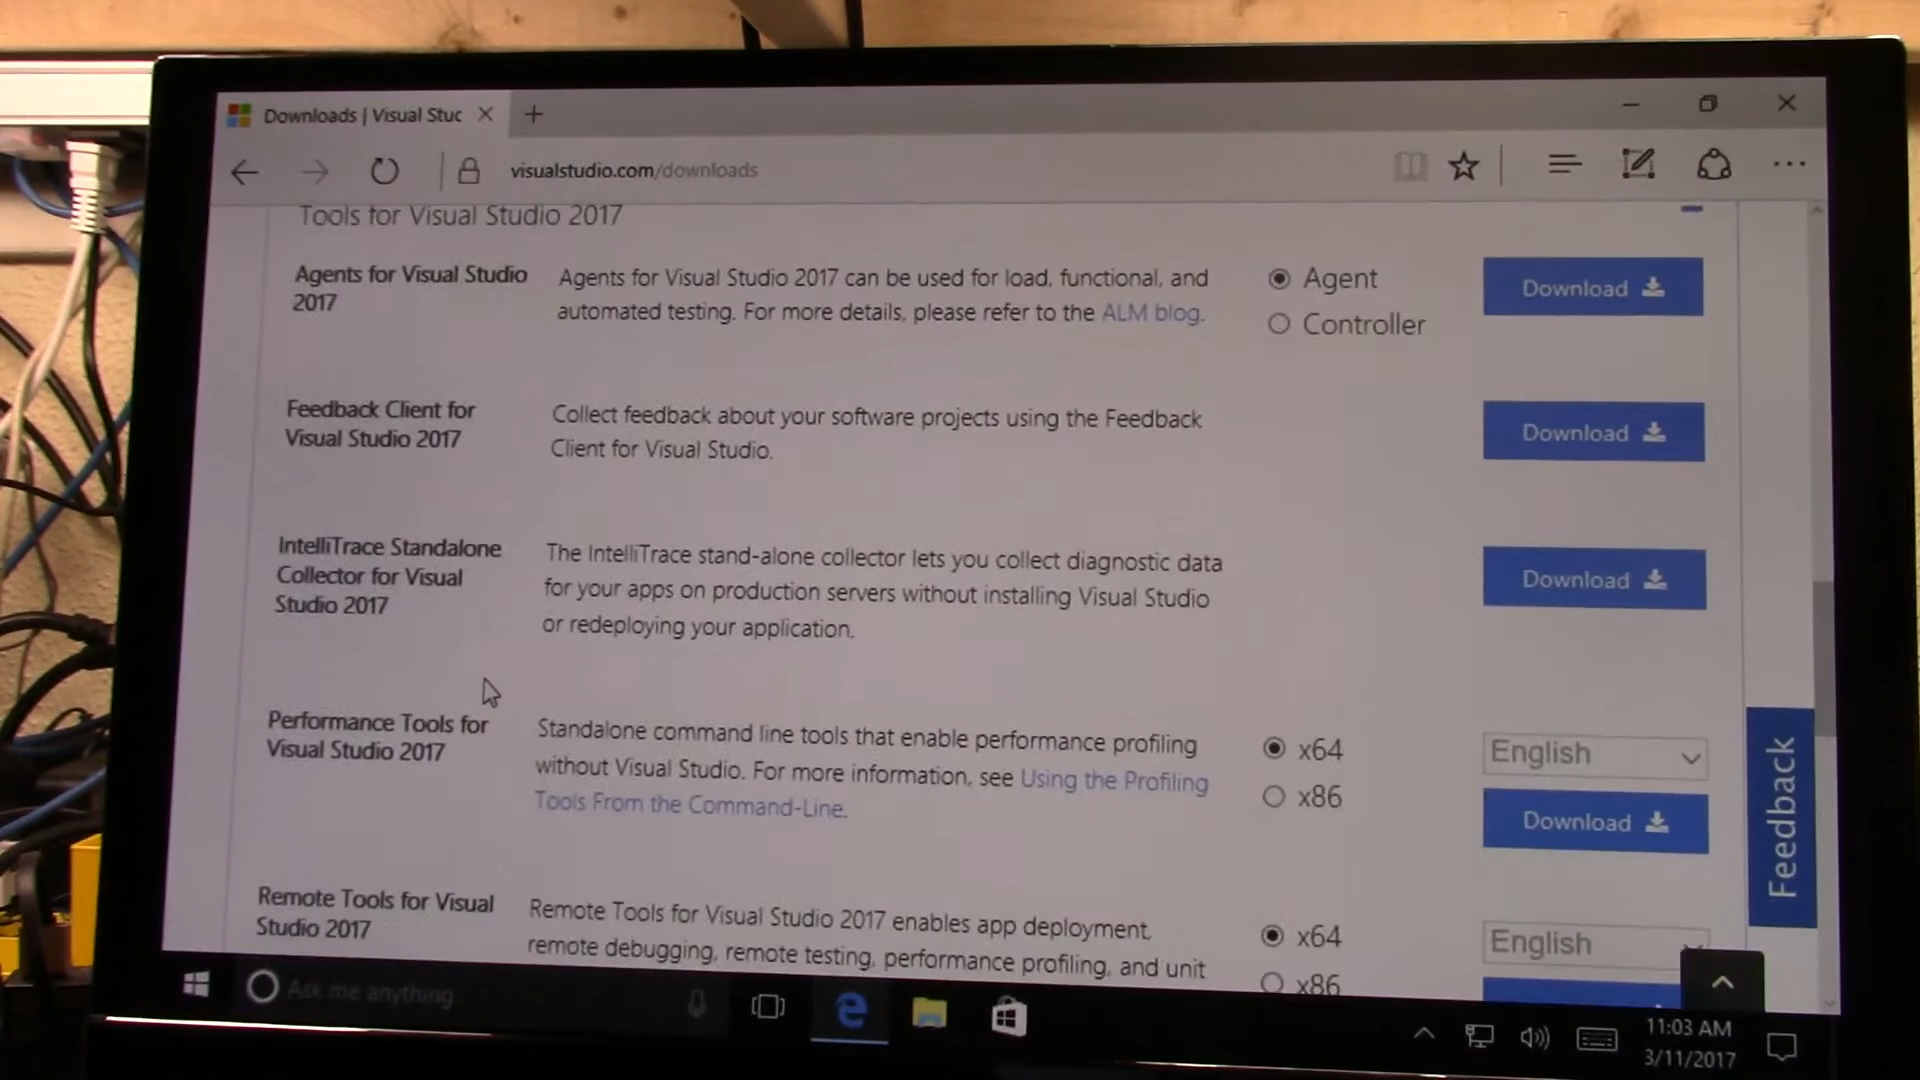 Downloads | Visual Stuc
visualstudio.com/downloads
Tools for Visual Studio 2017
Agents for Visual Studio
2017
Agents for Visual Studio 2017 can be used for load, functional, and
automated testing. For more details, please refer to the ALM blog.
Agent
Controller
Download
Feedback Client for
Visual Studio 2017
Collect feedback about your software projects using the Feedback
Client for Visual Studio.
Download
IntelliTrace Standalone
Collector for Visual
Studio 2017
The IntelliTrace stand-alone collector lets you collect diagnostic data
for your apps on production servers without installing Visual Studio
or redeploying your application.
Download
Performance Tools for
Visual Studio 2017
Standalone command line tools that enable performance profiling
without Visual Studio. For more information, see Using the Profiling
Tools From the Command-Line.
x64
x86
English
Download
Feedback
Remote Tools for Visual
Studio 2017
Remote Tools for Visual Studio 2017 enables app deployment,
remote debugging, remote testing, performance profiling, and unit
x64
x86
English
Ask me anything
11:03 AM
3/11/2017